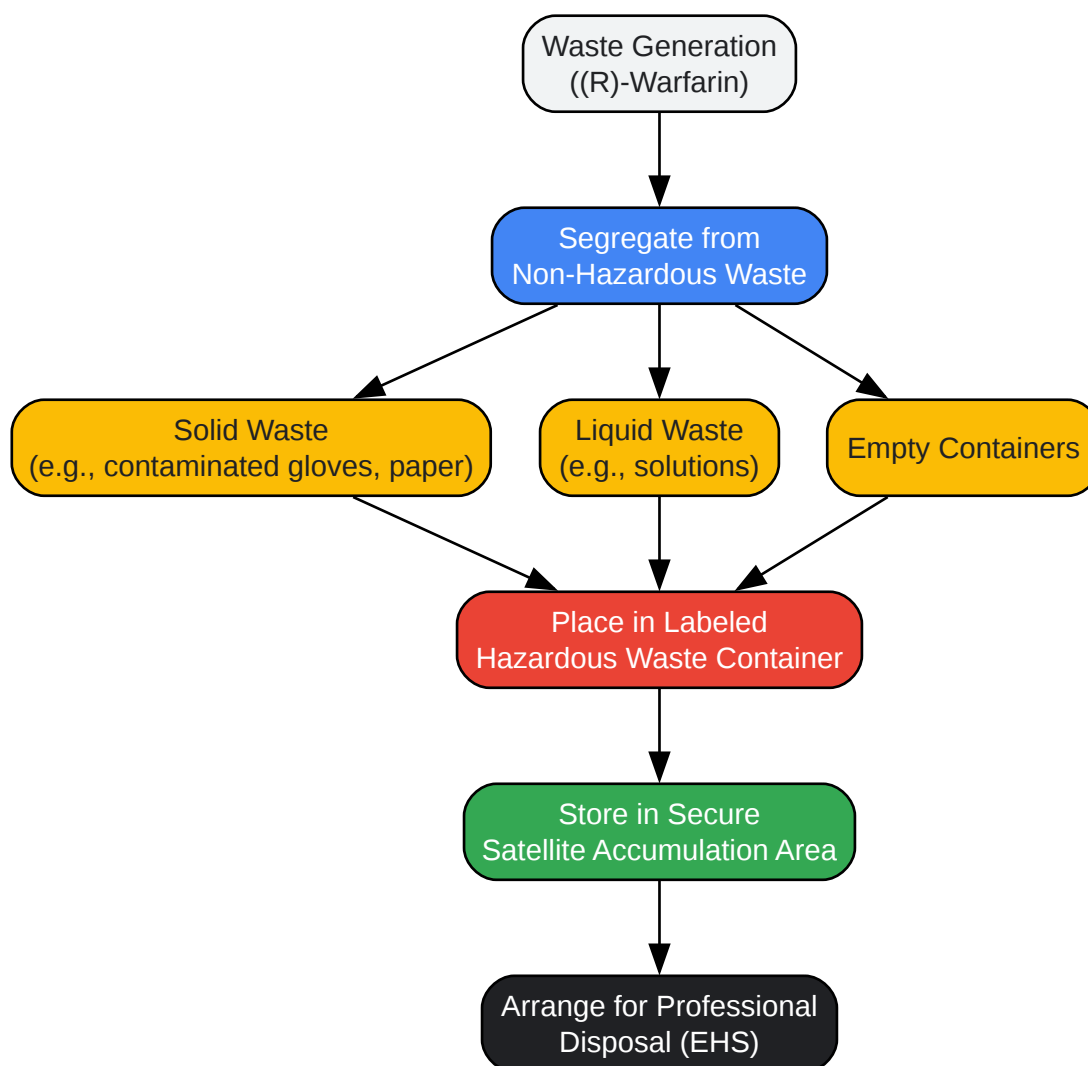 Waste Generation
((R)-Warfarin)
Segregate from
Non-Hazardous Waste
Solid Waste
(e.g., contaminated gloves, paper)
Liquid Waste
(e.g., solutions)
Empty Containers
Place in Labeled
Hazardous Waste Container
Store in Secure
Satellite Accumulation Area
Arrange for Professional
Disposal (EHS)